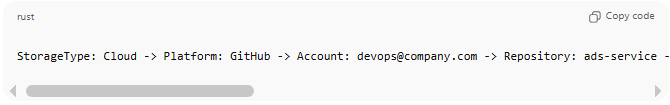 rust
Copy code
StorageType: Cloud -> Platform: GitHub -> Account: devops@company.com -> Repository: ads-service -